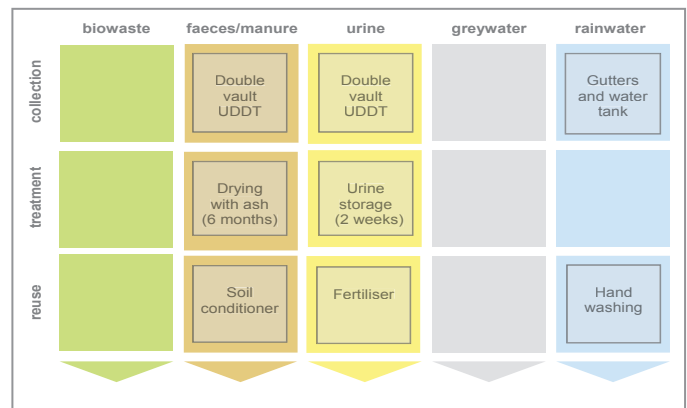 biowaste faeces/manure urine greywater rainwater
collection
Double
vault
UDDT
Double
vault
UDDT
Gutters
and water
tank
treatment
Drying
with ash
(6 months)
Urine
storage
(2 weeks)
reuse
Soil
conditioner
Fertiliser
Hand
washing